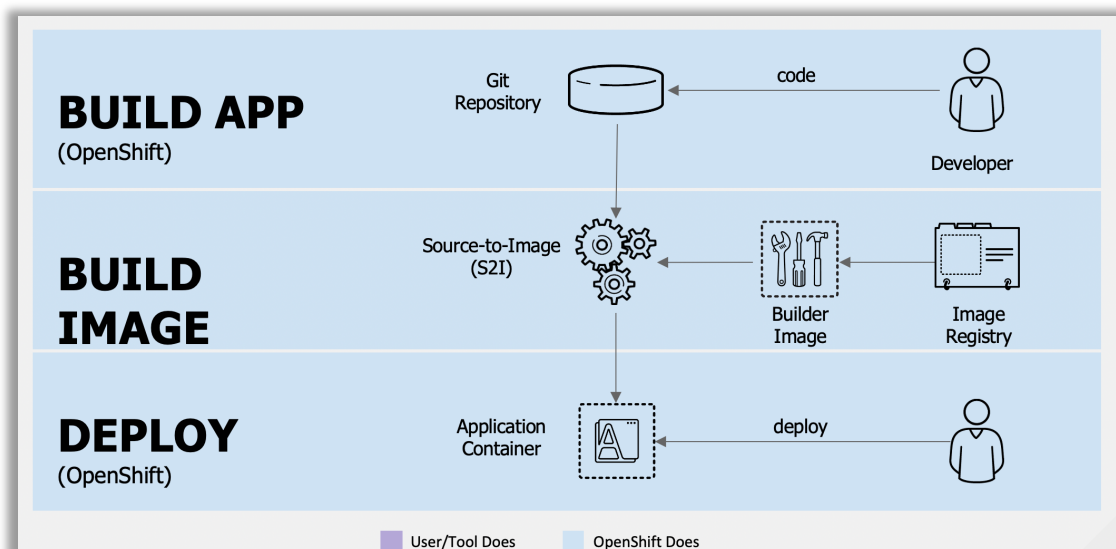 BUILD APP
(OpenShift)
Git
Repository
code
Developer
BUILD
IMAGE
Source-to-Image
(S2I)
Builder
Image
Image
Registry
DEPLOY
(OpenShift)
Application
Container
A
deploy
User/Tool Does
OpenShift Does